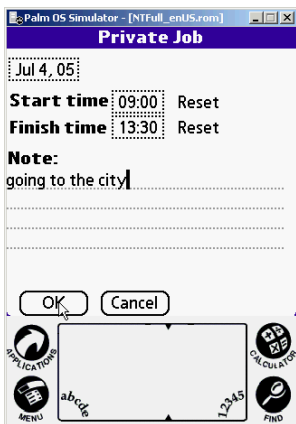 Palm OS Simulator - [NTFull_enUS.rom]
Private Job
Jul 4, 05
Start time 09:00 Reset
Finish time 13:30 Reset
Note:
going to the city
OK Cancel
APPLICATIONS
CALCULATOR
MENU
abcde
12345
FIND